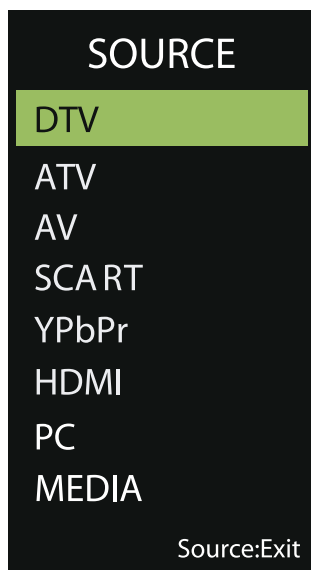 SOURCE
DTV
ATV
AV
SCART
YPbPr
HDMI
PC
MEDIA
Source:Exit